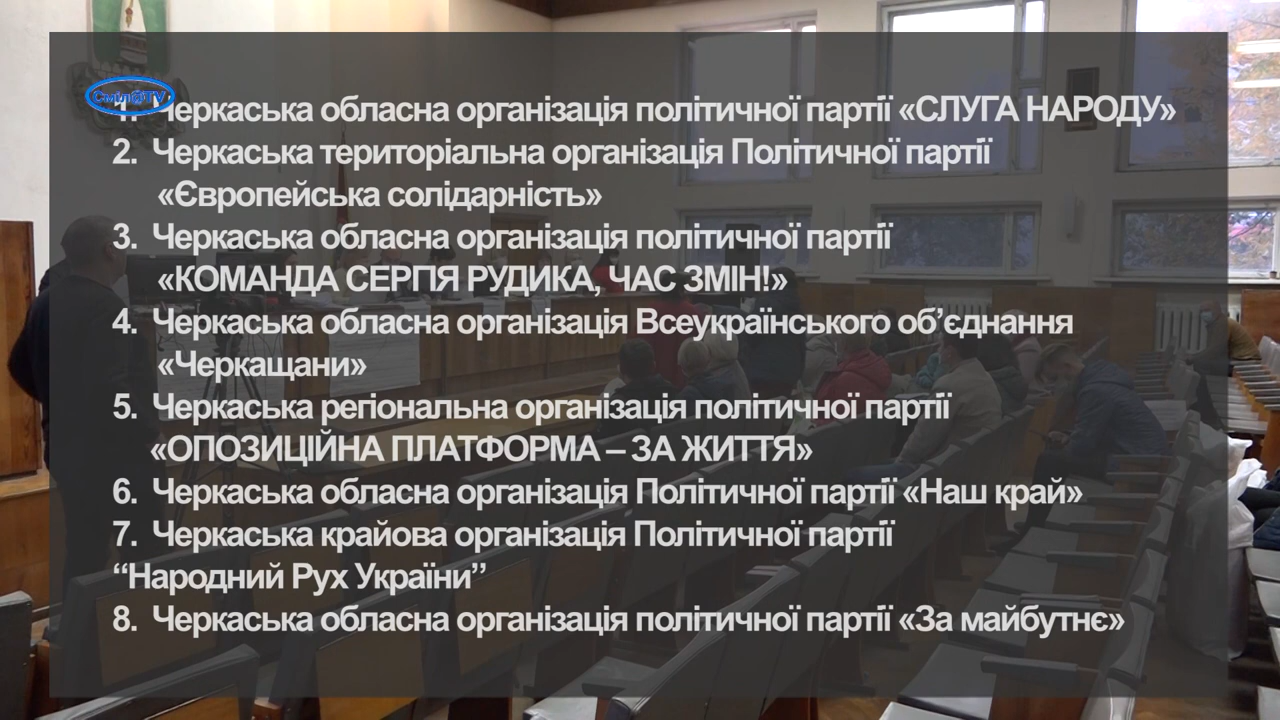 Сміл@TV
1. Черкаська обласна організація політичної партії «СЛУГА НАРОДУ»
2. Черкаська територіальна організація Політичної партії
«Європейська солідарність»
3. Черкаська обласна організація політичної партії
«КОМАНДА СЕРГІЯ РУДИКА, ЧАС ЗМІН!»
4. Черкаська обласна організація Всеукраїнського об’єднання
«Черкащани»
5. Черкаська регіональна організація політичної партії
«ОПОЗИЦІЙНА ПЛАТФОРМА – ЗА ЖИТТЯ»
6. Черкаська обласна організація Політичної партії «Наш край»
7. Черкаська крайова організація Політичної партії
“Народний Рух України”
8. Черкаська обласна організація політичної партії «За майбутнє»